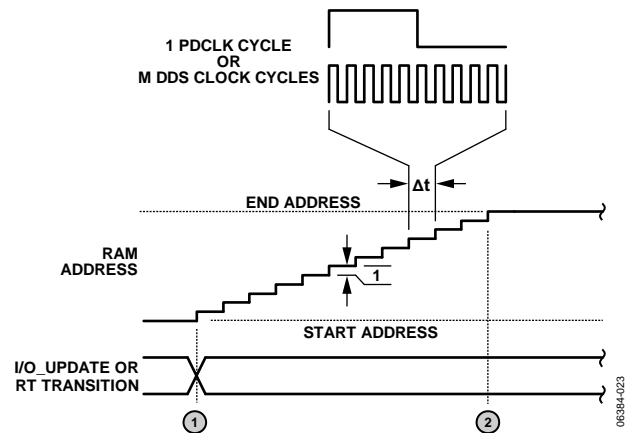 1 PDCLK CYCLE
OR
M DDS CLOCK CYCLES
Δt
END ADDRESS
RAM
ADDRESS
1
START ADDRESS
I/O_UPDATE OR
RT TRANSITION
1
2
06384-023